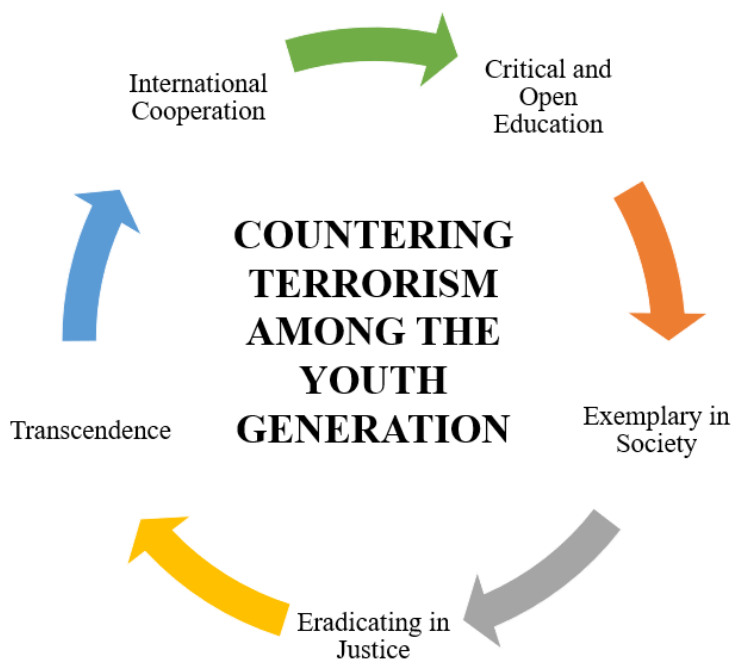 International
Cooperation
Critical and
Open
Education
COUNTERING
TERRORISM
AMONG THE
YOUTH
GENERATION
Transcendence
Exemplary in
Society
Eradicating in
Justice